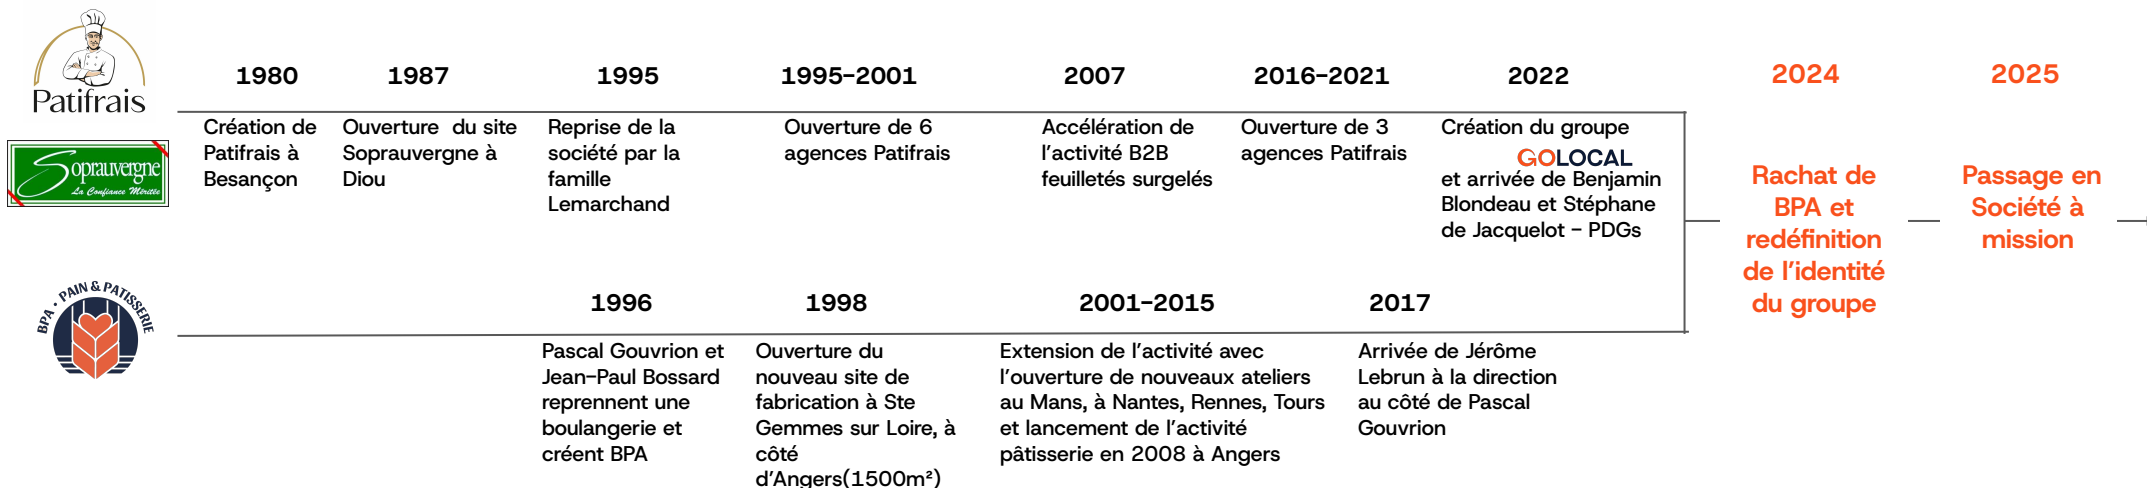 Patifrais
Soprauvergne
La Confiance Méritée
1980
Création de
Patifrais à
Besançon
1987
Ouverture du site
Soprauvergne à
Diou
1995
Reprise de la
société par la
famille
Lemarchand
1995-2001
Ouverture de 6
agences Patifrais
2007
Accélération de
l'activité B2B
feuilletés surgelés
2016-2021
Ouverture de 3
agences Patifrais
2022
Création du groupe
GOLOCAL
et arrivée de Benjamin
Blondeau et Stéphane
de Jacquelot - PDGs
2024
Rachat de
BPA et
redéfinition
de l'identité
du groupe
2025
Passage en
Société à
mission
BPA · PAIN & PATISSERIE
1996
Pascal Gouvrion et
Jean-Paul Bossard
reprennent une
boulangerie et
créent BPA
1998
Ouverture du
nouveau site de
fabrication à Ste
Gemmes sur Loire, à
côté
d'Angers(1500m²)
2001-2015
Extension de l'activité avec
l'ouverture de nouveaux ateliers
au Mans, à Nantes, Rennes, Tours
et lancement de l'activité
pâtisserie en 2008 à Angers
2017
Arrivée de Jérôme
Lebrun à la direction
au côté de Pascal
Gouvrion